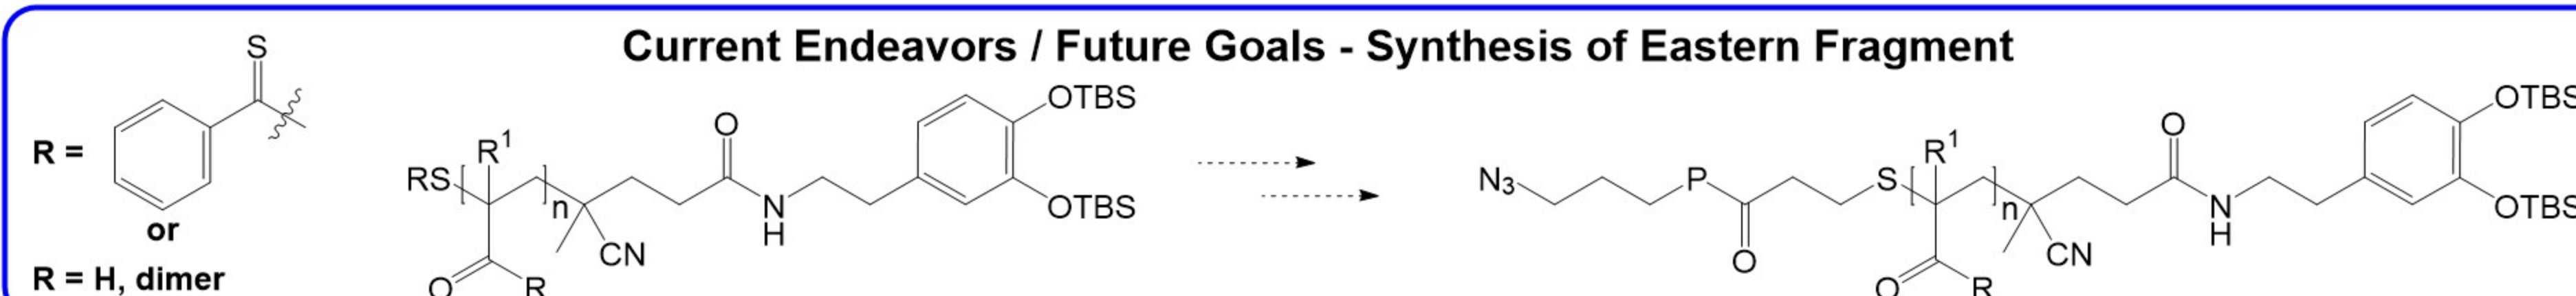 Current Endeavors / Future Goals - Synthesis of Eastern Fragment
S
R =
or
R = H, dimer
RS
R¹
n
O
R
CN
O
N
H
OTBS
OTBS
N₃
P
O
S
R¹
n
O
R
CN
O
N
H
OTBS
OTBS